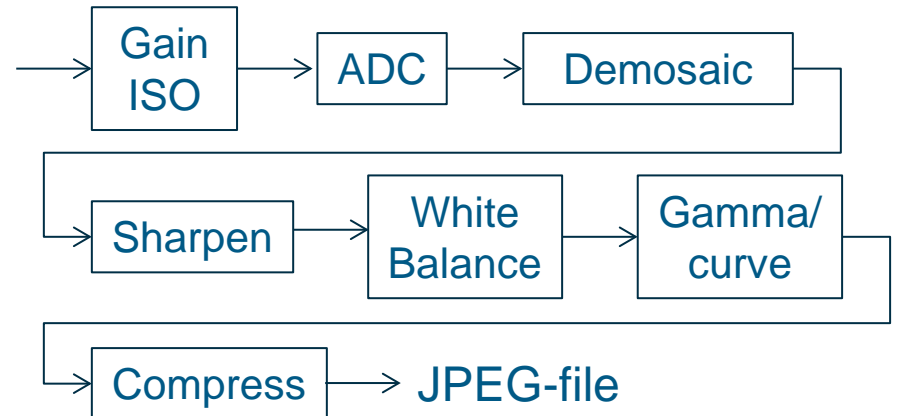 Gain
ISO
ADC
Demosaic
Sharpen
White
Balance
Gamma/
curve
Compress
JPEG-file